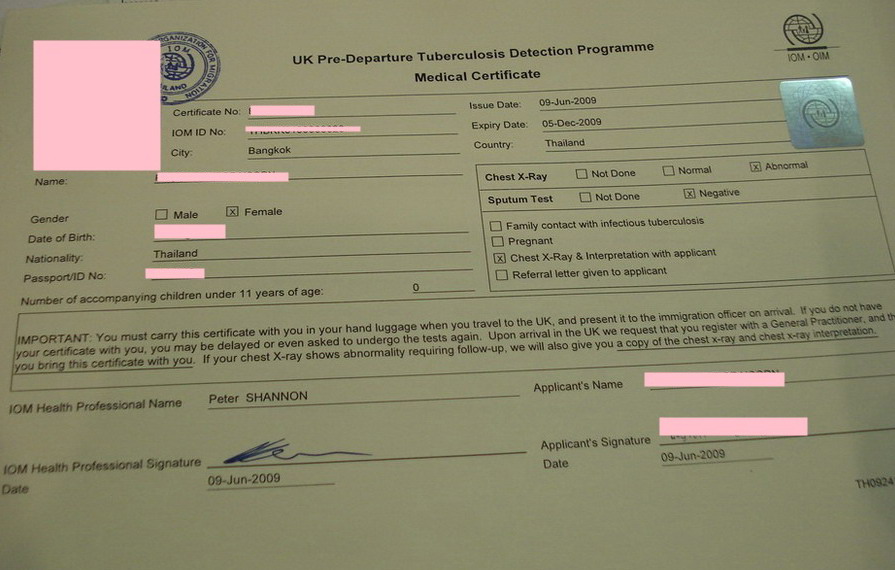 UK Pre-Departure Tuberculosis Detection Programme
Medical Certificate
IOM • OIM
IOM
Certificate No:
IOM ID No:
City: Bangkok
Issue Date: 09-Jun-2009
Expiry Date: 05-Dec-2009
Country: Thailand
Name:
Gender Male x Female
Date of Birth:
Nationality: Thailand
Passport/ID No:
Number of accompanying children under 11 years of age: 0
Chest X-Ray Not Done Normal x Abnormal
Sputum Test Not Done x Negative
Family contact with infectious tuberculosis
Pregnant
x Chest X-Ray & Interpretation with applicant
Referral letter given to applicant
IMPORTANT: You must carry this certificate with you in your hand luggage when you travel to the UK, and present it to the immigration officer on arrival. If you do not have
your certificate with you, you may be delayed or even asked to undergo the tests again. Upon arrival in the UK we request that you register with a General Practitioner, and
you bring this certificate with you. If your chest X-ray shows abnormality requiring follow-up, we will also give you a copy of the chest x-ray and chest x-ray interpretation.
IOM Health Professional Name Peter SHANNON
Applicant's Name
IOM Health Professional Signature
Date 09-Jun-2009
Applicant's Signature
Date 09-Jun-2009
TH0924